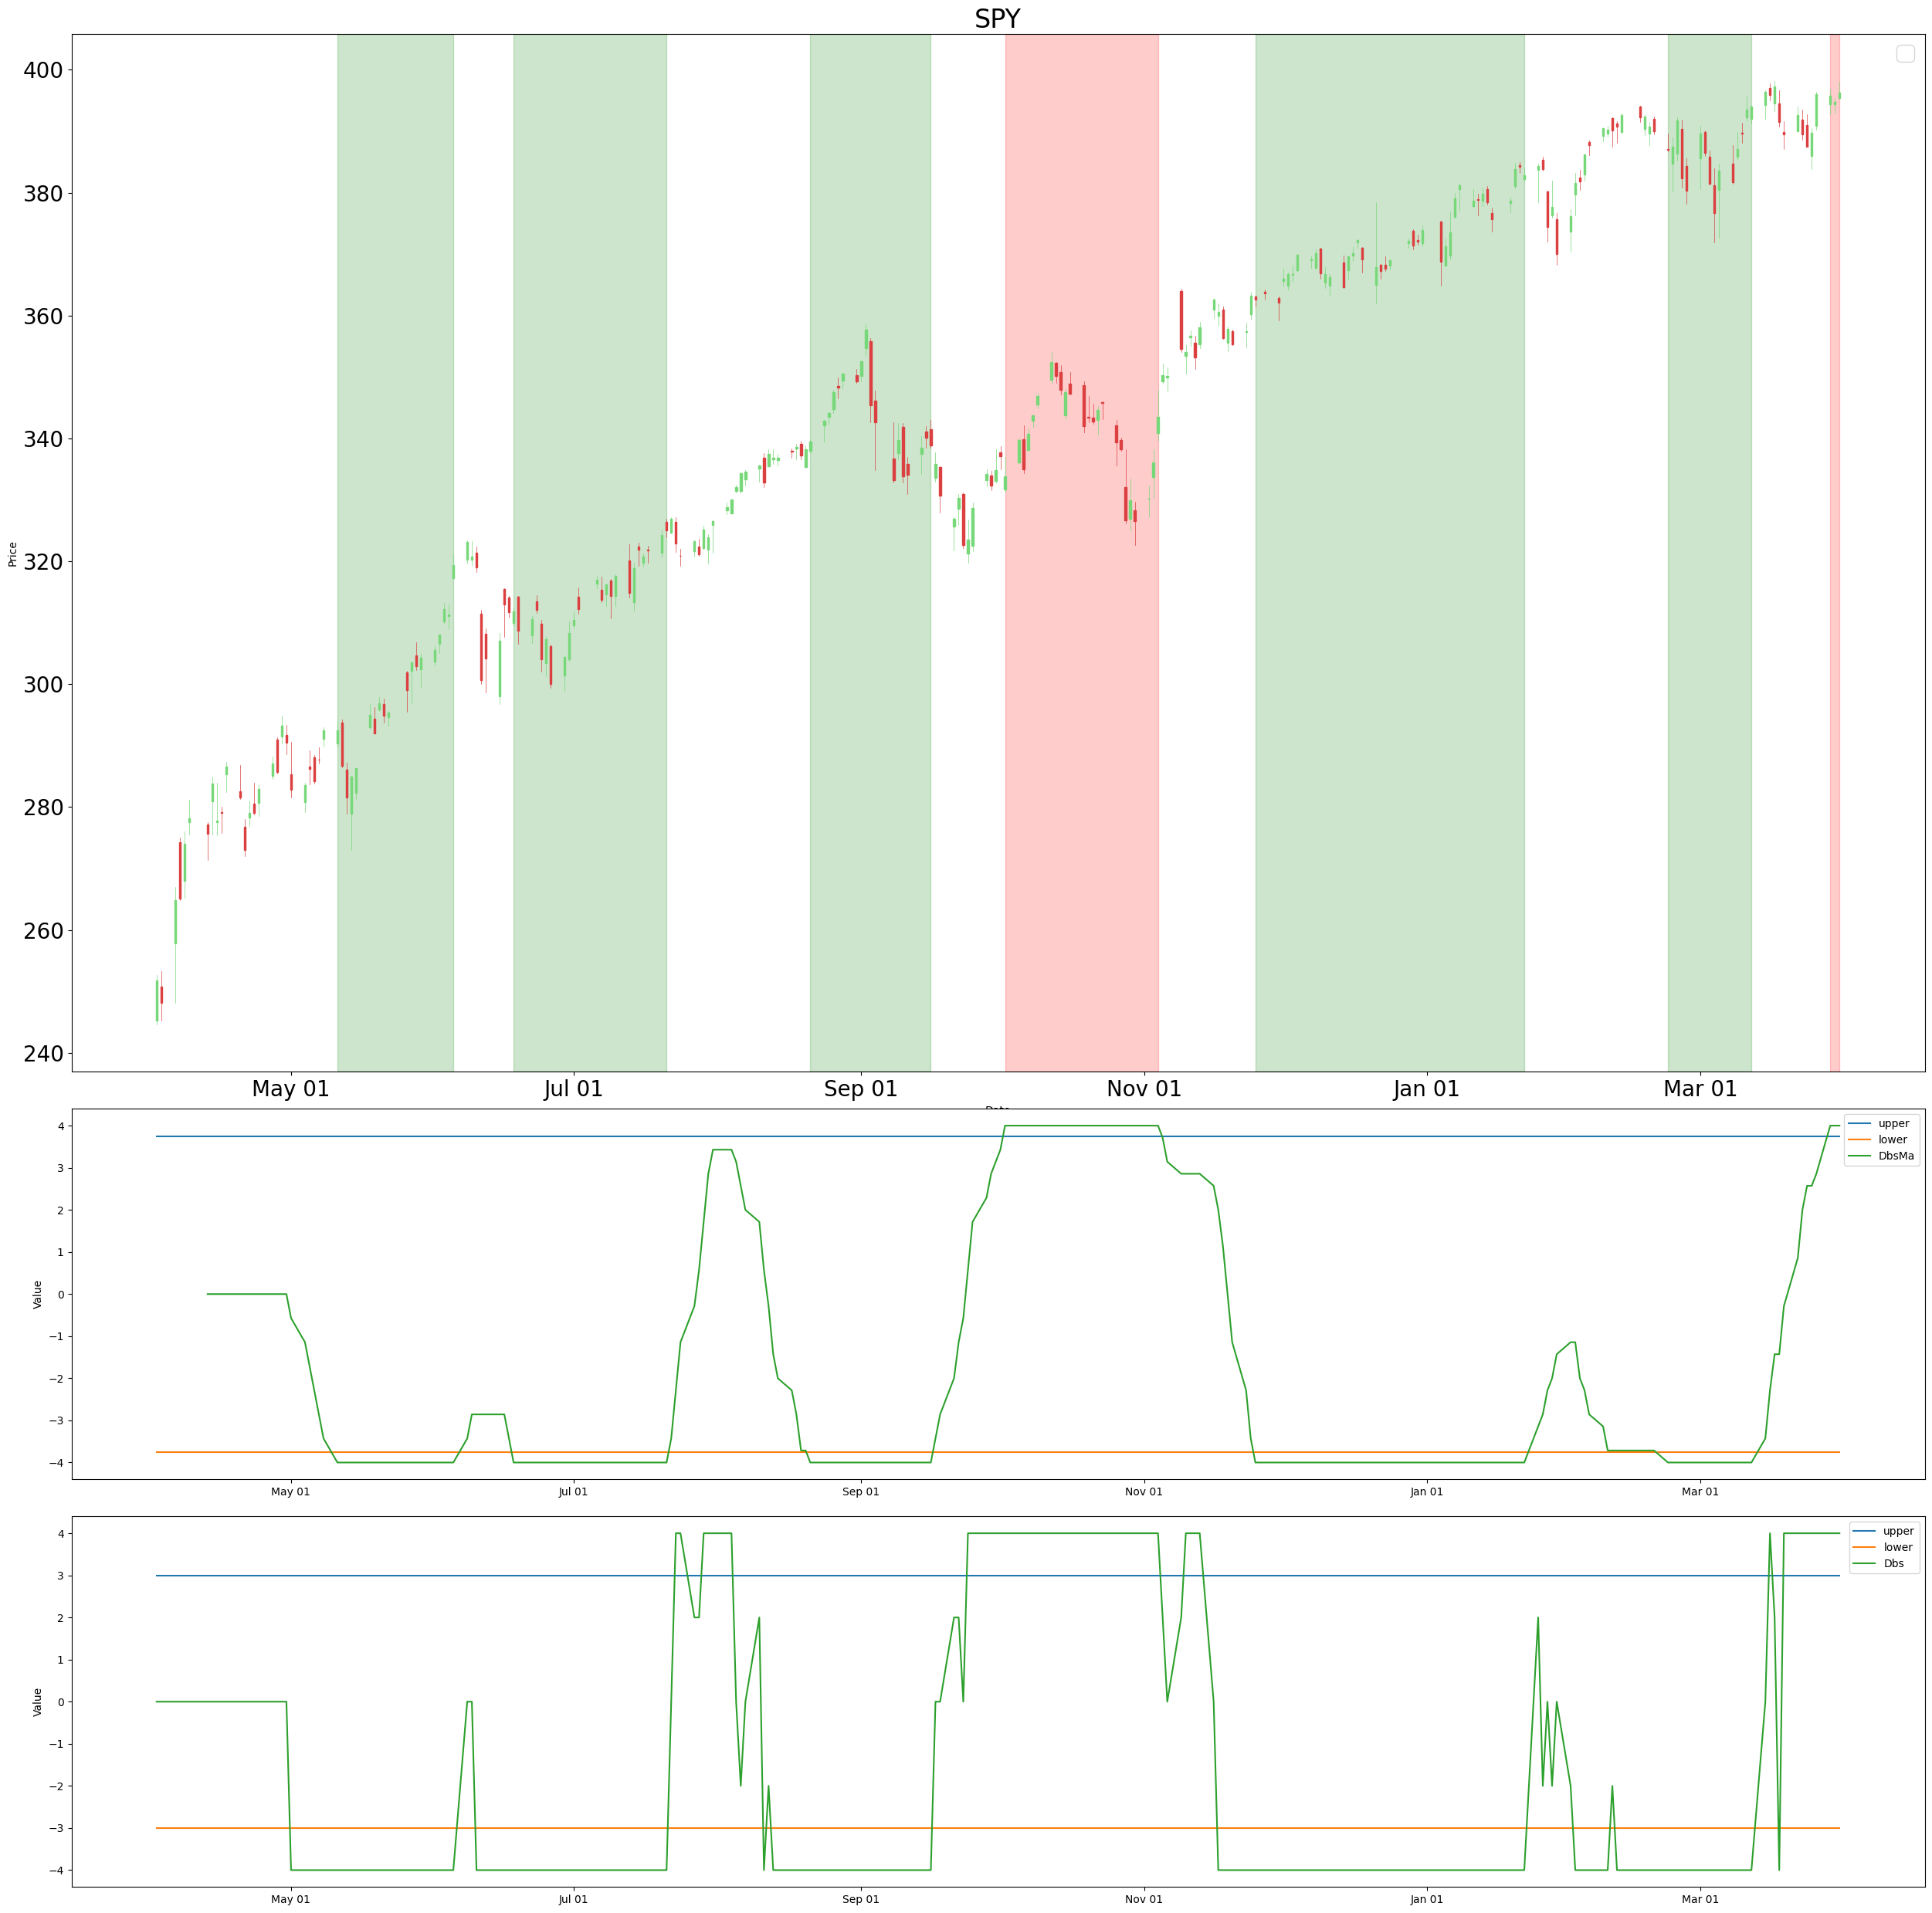 SPY
Price
400
380
360
340
320
300
280
260
240
May 01
Jul 01
Sep 01
Nov 01
Jan 01
Mar 01
Value
4
3
2
1
0
−1
−2
−3
−4
upper
lower
DbsMa
May 01
Jul 01
Sep 01
Nov 01
Jan 01
Mar 01
Value
4
3
2
1
0
−1
−2
−3
−4
upper
lower
Dbs
May 01
Jul 01
Sep 01
Nov 01
Jan 01
Mar 01